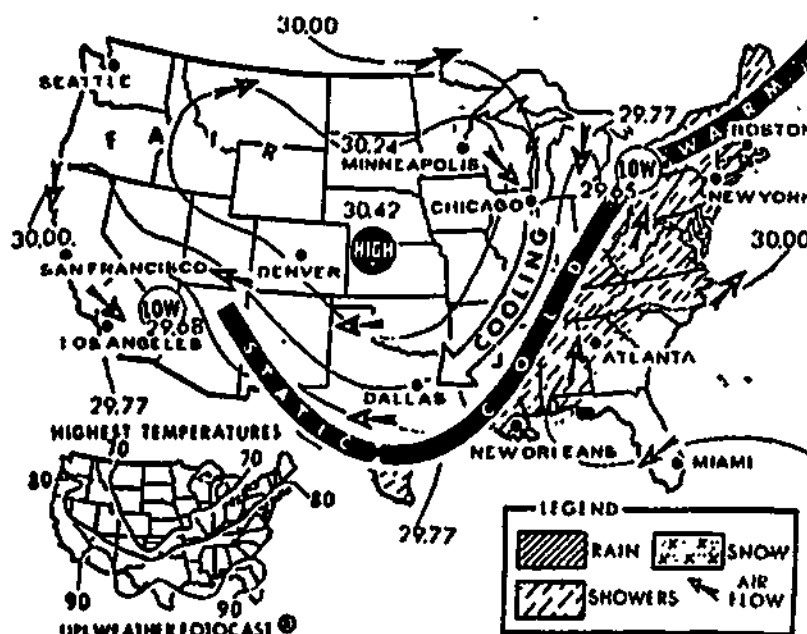 30.00
SEATTLE
FAIR
30.24
MINNEAPOLIS
29.77
WARM
BOSTON
LOW
29.65
NEW YORK
CHICAGO
30.42
HIGH
DENVER
30.00
SAN FRANCISCO
30.00
COOLING
LOW
29.68
LOS ANGELES
STATIC
COLD
DALLAS
ATLANTA
NEW ORLEANS
MIAMI
29.77
29.77
HIGHEST TEMPERATURES
70
70
80
80
90
90
UPI WEATHER FOTOCAST ®
LEGEND
RAIN
SNOW
SHOWERS
AIR
FLOW